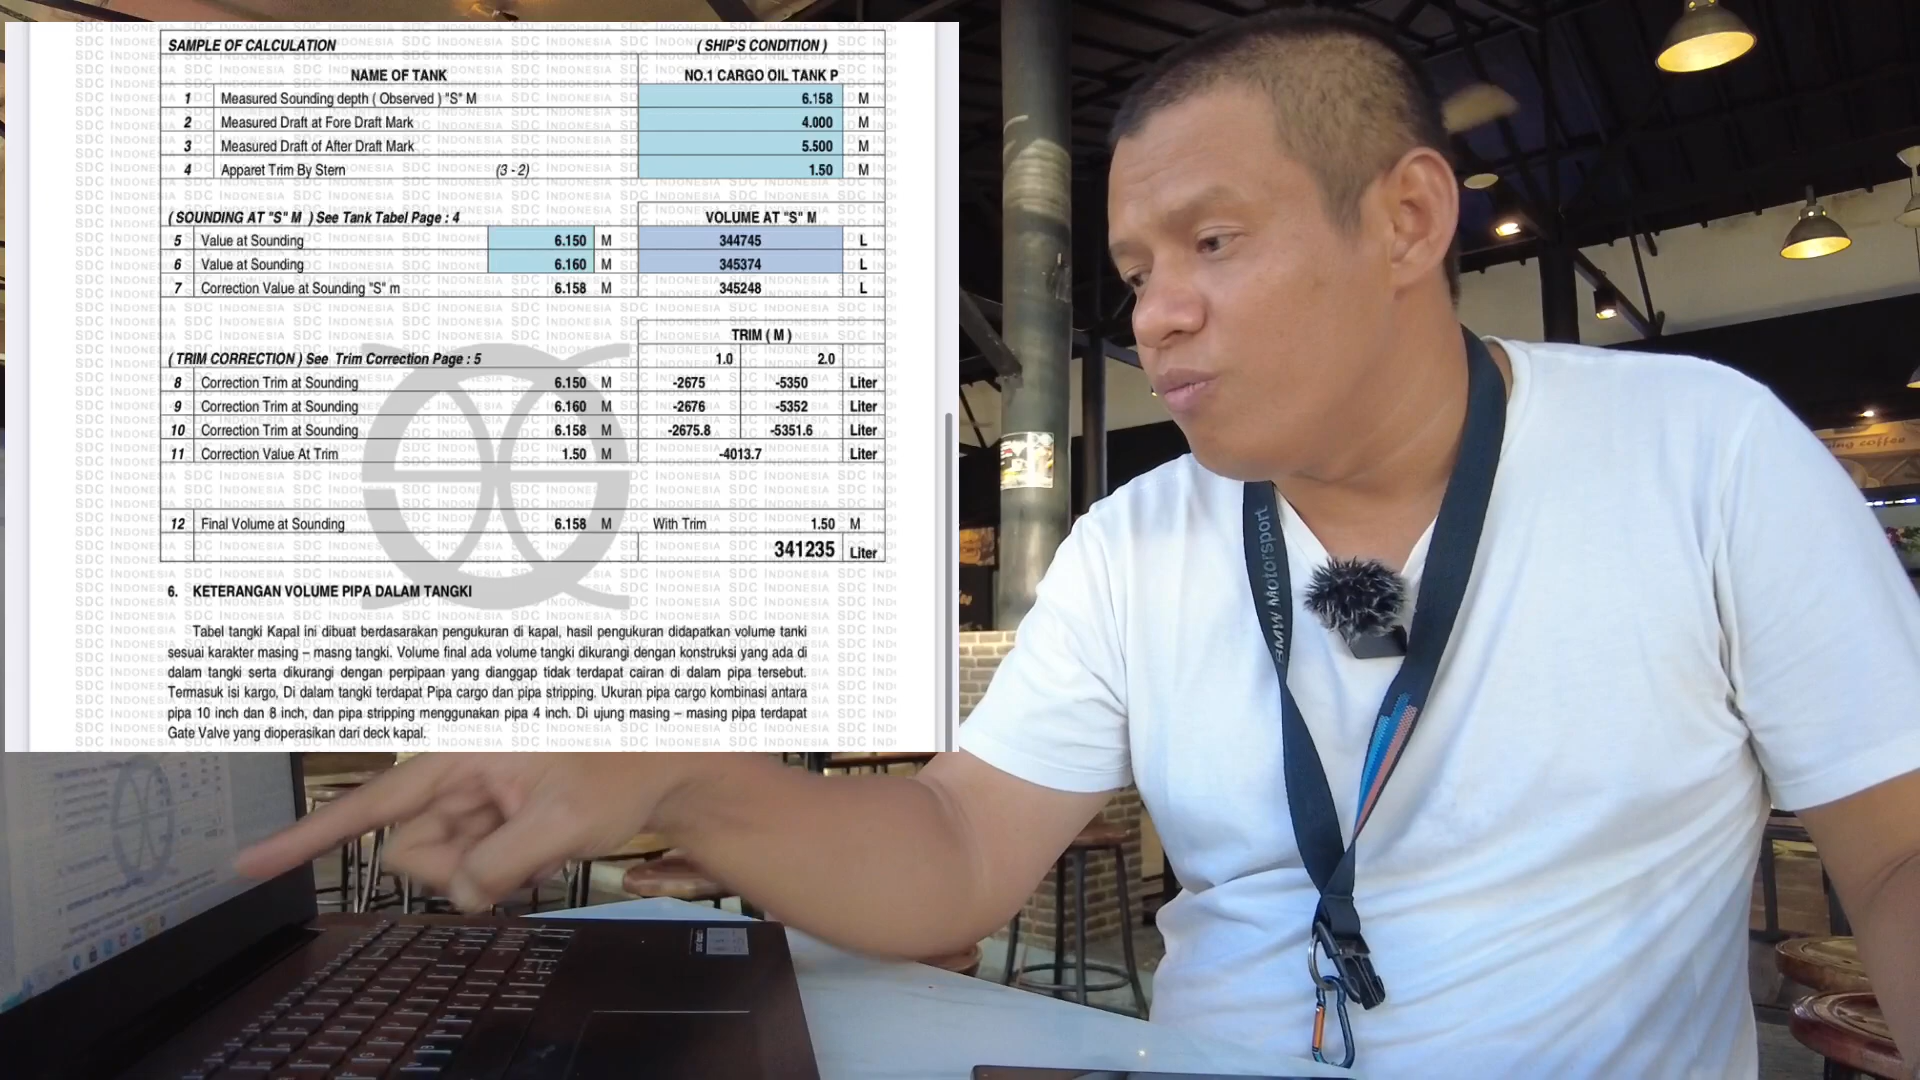 SAMPLE OF CALCULATION ( SHIP'S CONDITION )
NAME OF TANK NO.1 CARGO OIL TANK P
1 Measured Sounding depth ( Observed ) "S" M 6.158 M
2 Measured Draft at Fore Draft Mark 4.000 M
3 Measured Draft of After Draft Mark 5.500 M
4 Apparet Trim By Stern (3 - 2) 1.50 M
( SOUNDING AT "S" M ) See Tank Tabel Page : 4 VOLUME AT "S" M
5 Value at Sounding 6.150 M 344745 L
6 Value at Sounding 6.160 M 345374 L
7 Correction Value at Sounding "S" m 6.158 M 345248 L
TRIM ( M )
( TRIM CORRECTION ) See Trim Correction Page : 5 1.0 2.0
8 Correction Trim at Sounding 6.150 M -2675 -5350 Liter
9 Correction Trim at Sounding 6.160 M -2676 -5352 Liter
10 Correction Trim at Sounding 6.158 M -2675.8 -5351.6 Liter
11 Correction Value At Trim 1.50 M -4013.7 Liter
12 Final Volume at Sounding 6.158 M With Trim 1.50 M
341235 Liter
6. KETERANGAN VOLUME PIPA DALAM TANGKI
Tabel tangki Kapal ini dibuat berdasarakan pengukuran di kapal, hasil pengukuran didapatkan volume tanki
sesuai karakter masing – masng tangki. Volume final ada volume tangki dikurangi dengan konstruksi yang ada di
dalam tangki serta dikurangi dengan perpipaan yang dianggap tidak terdapat cairan di dalam pipa tersebut.
Termasuk isi kargo, Di dalam tangki terdapat Pipa cargo dan pipa stripping. Ukuran pipa cargo kombinasi antara
pipa 10 inch dan 8 inch, dan pipa stripping menggunakan pipa 4 inch. Di ujung masing – masing pipa terdapat
Gate Valve yang dioperasikan dari deck kapal.
SDC INDONESIA
BMW Motorsport
coffee